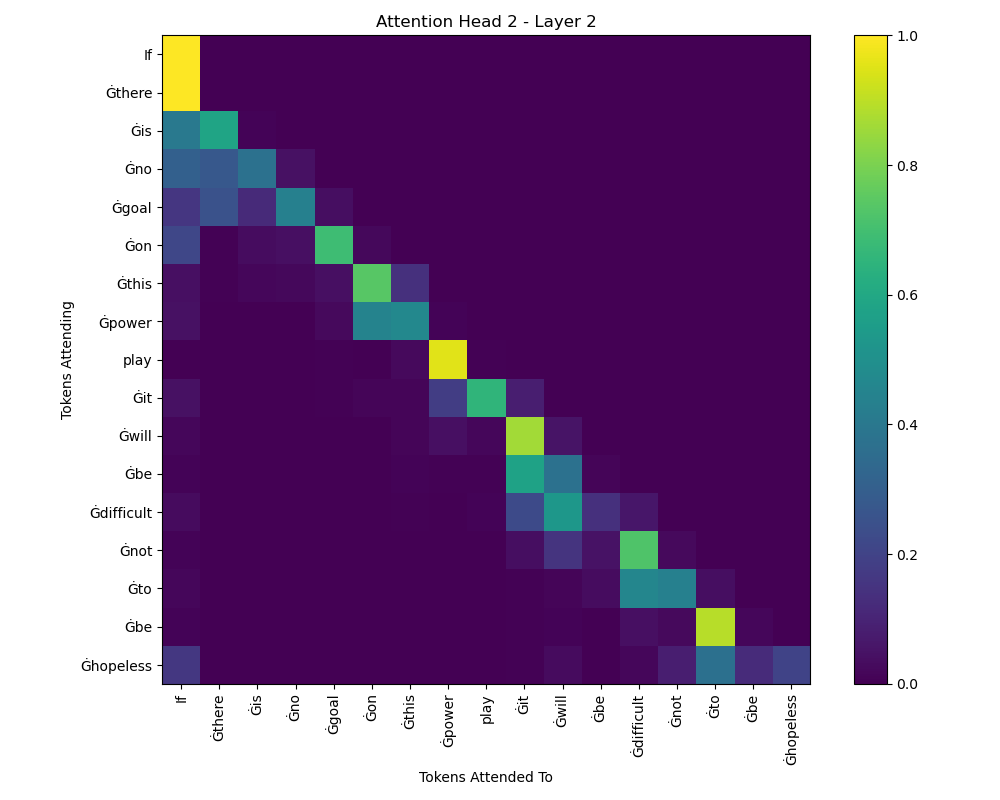 Attention Head 2 - Layer 2
Tokens Attending
If
Ġthere
Ġis
Ġno
Ġgoal
Ġon
Ġthis
Ġpower
play
Ġit
Ġwill
Ġbe
Ġdifficult
Ġnot
Ġto
Ġbe
Ġhopeless
If
Ġthere
Ġis
Ġno
Ġgoal
Ġon
Ġthis
Ġpower
play
Ġit
Ġwill
Ġbe
Ġdifficult
Ġnot
Ġto
Ġbe
Ġhopeless
Tokens Attended To
1.0
0.8
0.6
0.4
0.2
0.0